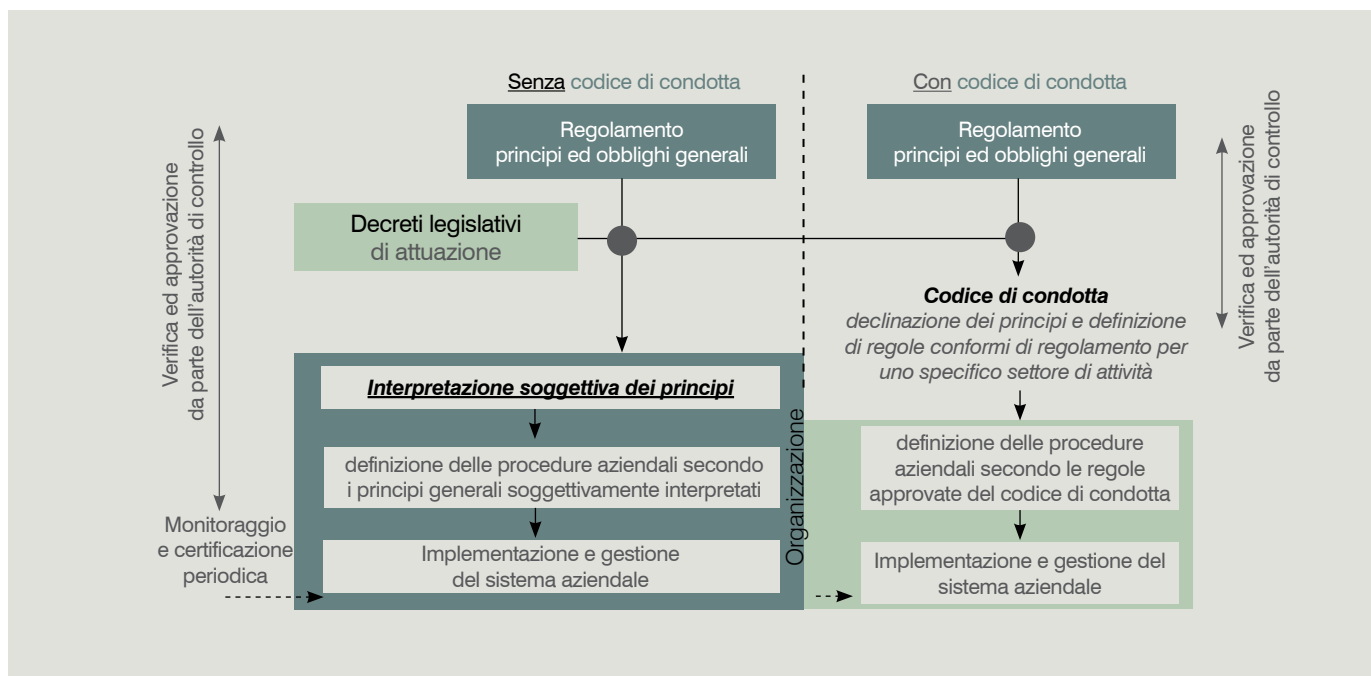 Senza codice di condotta
Regolamento
principi ed obblighi generali
Decreti legislativi
di attuazione
Verifica ed approvazione
da parte dell'autorità di controllo
Interpretazione soggettiva dei principi
definizione delle procedure aziendali secondo
i principi generali soggettivamente interpretati
Implementazione e gestione
del sistema aziendale
Monitoraggio
e certificazione
periodica
Organizzazione
Con codice di condotta
Regolamento
principi ed obblighi generali
Codice di condotta
declinazione dei principi e definizione
di regole conformi di regolamento per
uno specifico settore di attività
definizione delle procedure
aziendali secondo le regole
approvate del codice di condotta
Implementazione e gestione del
sistema aziendale
Verifica ed approvazione
da parte dell'autorità di controllo